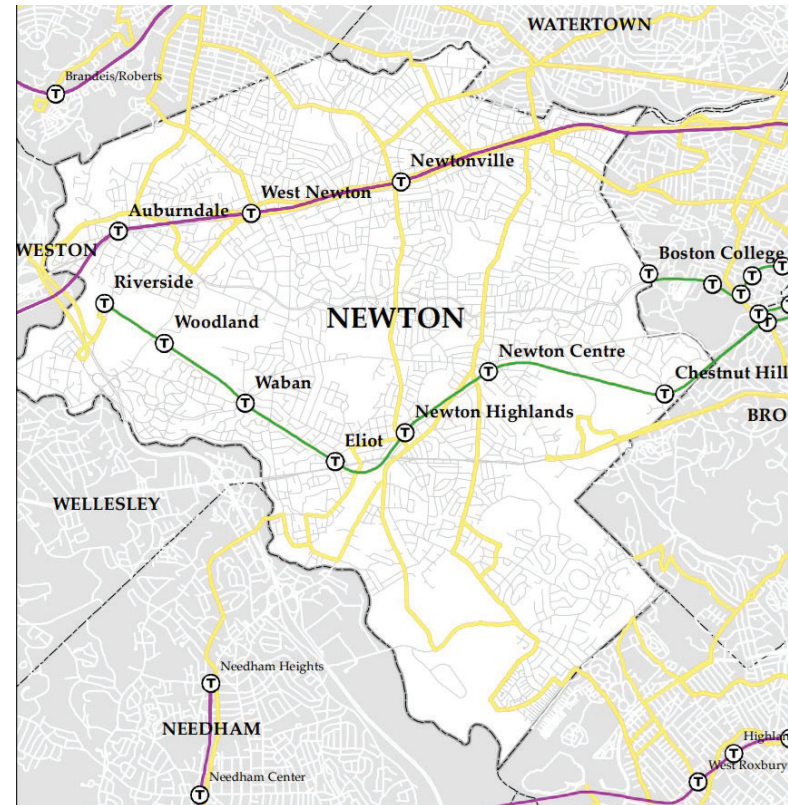 WATERTOWN
Brandeis/Roberts
T
Newtonville
T
West Newton
T
Auburndale
T
WESTON
Boston College
T
T
T
T
T
T
T
Riverside
T
NEWTON
Woodland
T
Newton Centre
T
Chestnut Hill
T
Waban
T
BRO
Newton Highlands
T
Eliot
T
WELLESLEY
Needham Heights
T
NEEDHAM
Highlan
T
T
West Roxbury
T
Needham Center
T